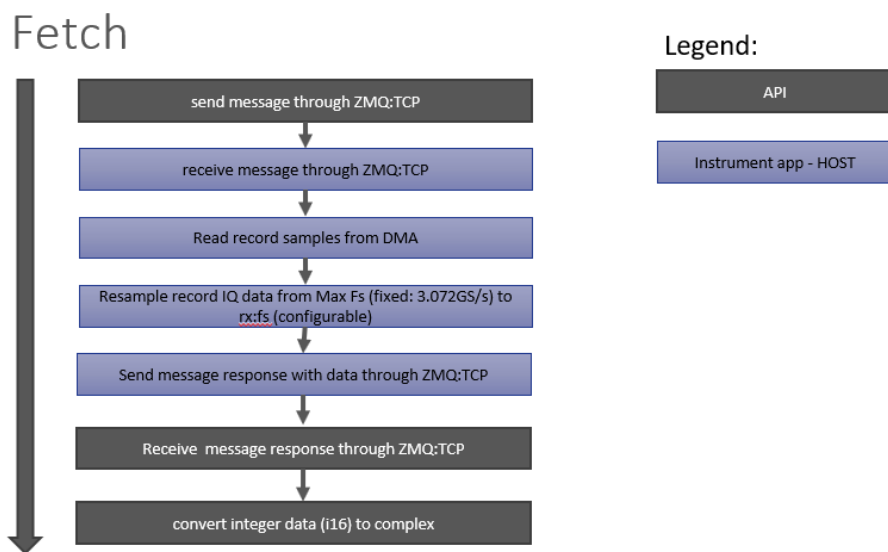 Fetch
Legend:
send message through ZMQ:TCP
API
receive message through ZMQ:TCP
Instrument app - HOST
Read record samples from DMA
Resample record IQ data from Max Fs (fixed: 3.072GS/s) to
rx:fs (configurable)
Send message response with data through ZMQ:TCP
Receive  message response through ZMQ:TCP
convert integer data (i16) to complex